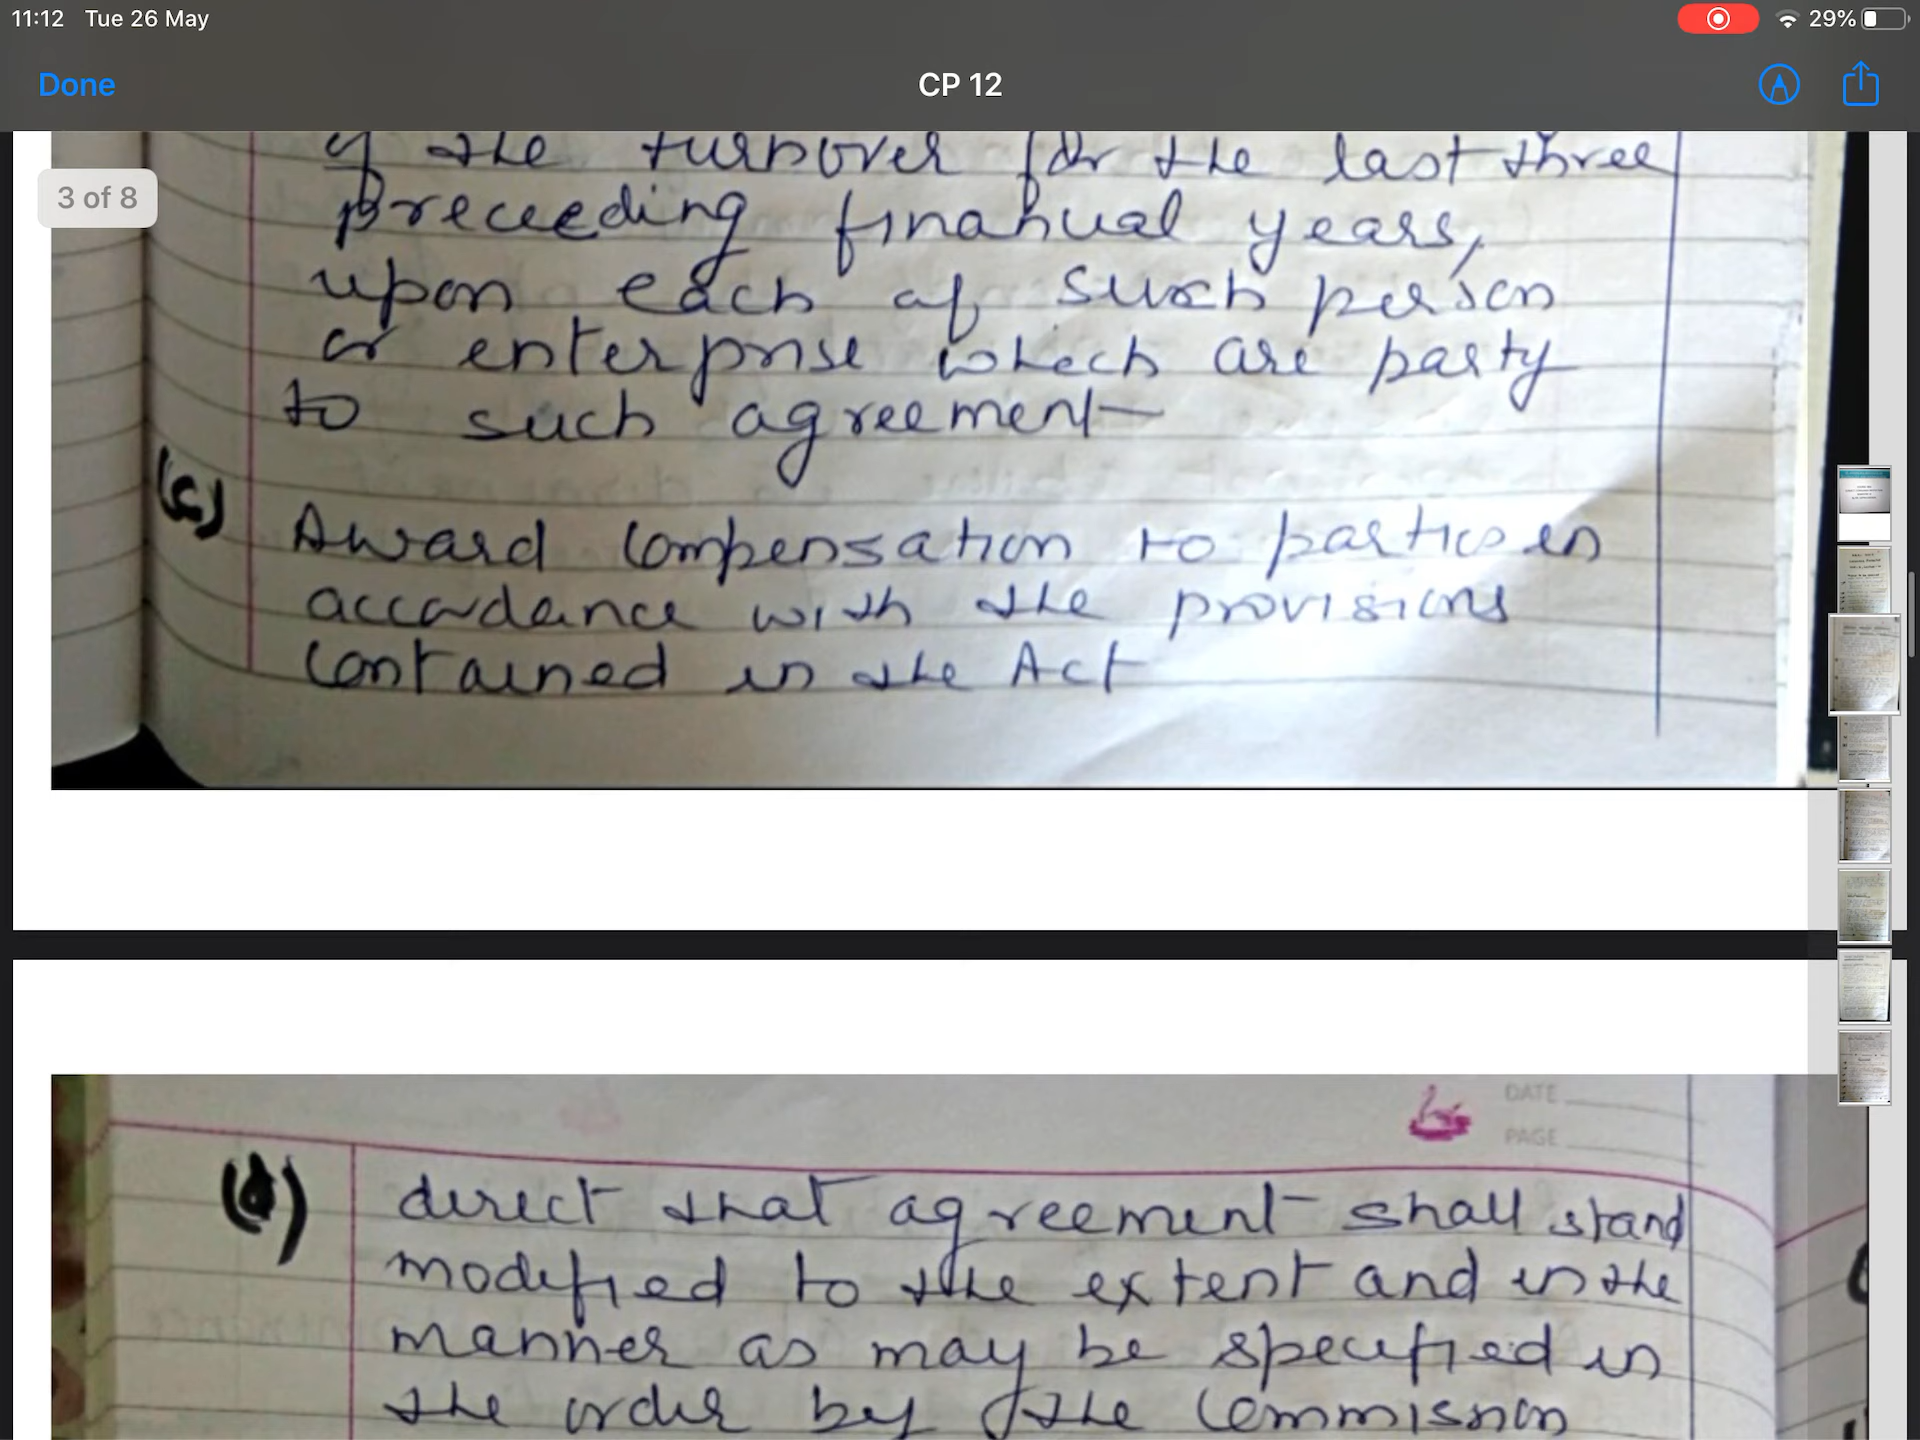 11:12 Tue 26 May
29%
Done
CP 12
3 of 8
of the turnover for the last three
preceeding financial years,
upon each of such person
or enterprise which are party
to such agreement
(c) Award compensation to parties in
accordance with the provisions
contained in the Act
DATE
PAGE
(d) direct that agreement shall stand
modified to the extent and in the
manner as may be specified in
the order by the Commission